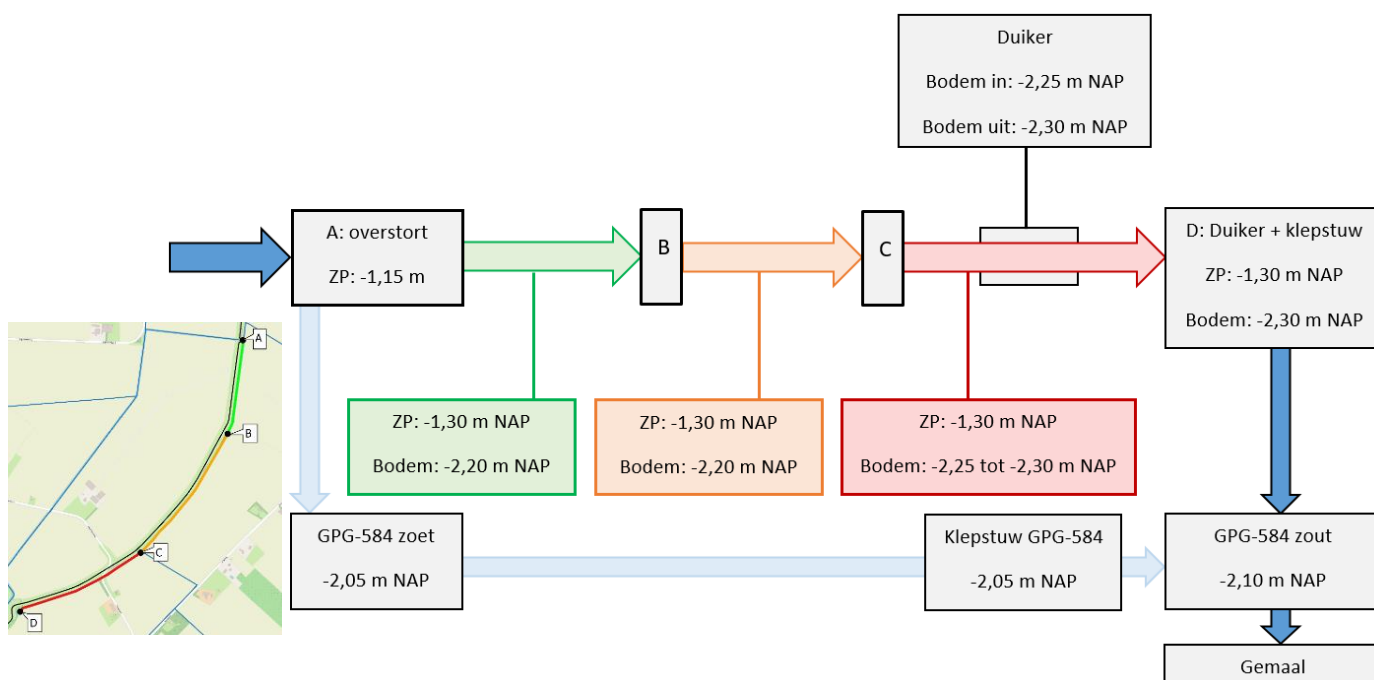 Duiker
Bodem in: -2,25 m NAP
Bodem uit: -2,30 m NAP
A: overstort
ZP: -1,15 m
B
C
D: Duiker + klepstuw
ZP: -1,30 m NAP
Bodem: -2,30 m NAP
A
B
C
D
ZP: -1,30 m NAP
Bodem: -2,20 m NAP
ZP: -1,30 m NAP
Bodem: -2,20 m NAP
ZP: -1,30 m NAP
Bodem: -2,25 tot -2,30 m NAP
GPG-584 zoet
-2,05 m NAP
Klepstuw GPG-584
-2,05 m NAP
GPG-584 zout
-2,10 m NAP
Gemaal